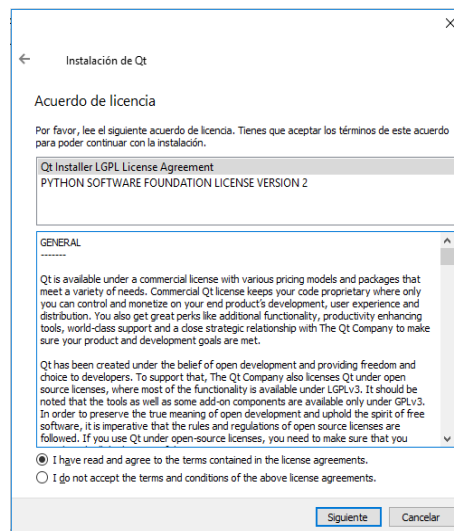 Instalación de Qt
Acuerdo de licencia
Por favor, lee el siguiente acuerdo de licencia. Tienes que aceptar los términos de este acuerdo
para poder continuar con la instalación.
Qt Installer LGPL License Agreement
PYTHON SOFTWARE FOUNDATION LICENSE VERSION 2
GENERAL
-------
Qt is available under a commercial license with various pricing models and packages that
meet a variety of needs. Commercial Qt license keeps your code proprietary where only
you can control and monetize on your end product's development, user experience and
distribution. You also get great perks like additional functionality, productivity enhancing
tools, world-class support and a close strategic relationship with The Qt Company to make
sure your product and development goals are met.
Qt has been created under the belief of open development and providing freedom and
choice to developers. To support that, The Qt Company also licenses Qt under open
source licenses, where most of the functionality is available under LGPLv3. It should be
noted that the tools as well as some add-on components are available only under GPLv3.
In order to preserve the true meaning of open development and uphold the spirit of free
software, it is imperative that the rules and regulations of open source licenses are
followed. If you use Qt under open-source licenses, you need to make sure that you
I have read and agree to the terms contained in the license agreements.
I do not accept the terms and conditions of the above license agreements.
Siguiente Cancelar